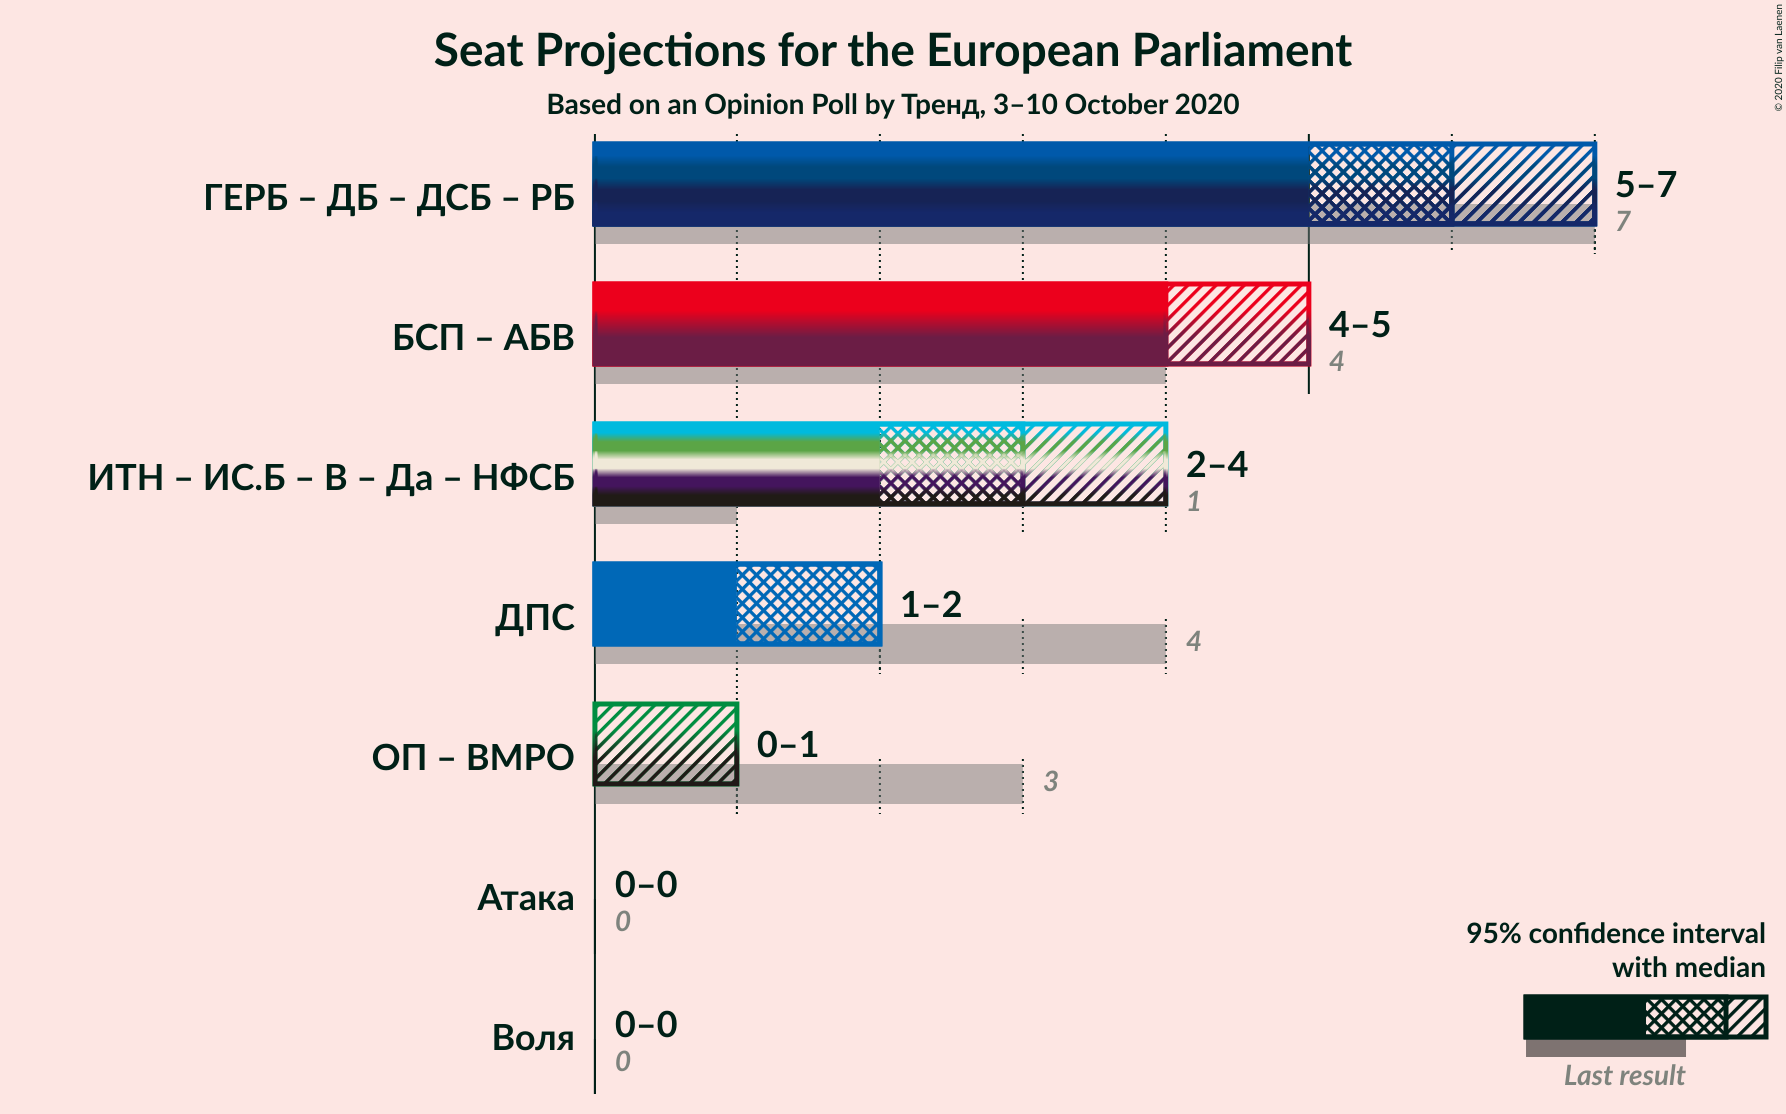 Seat Projections for the European Parliament
Based on an Opinion Poll by Тренд, 3–10 October 2020
© 2020 Filip van Laenen
ГЕРБ – ДБ – ДСБ – РБ
5–7
7
БСП – АБВ
4–5
4
ИТН – ИС.Б – В – Да – НФСБ
2–4
1
ДПС
1–2
4
ОП – ВМРО
0–1
3
Атака
0–0
0
Воля
0–0
0
95% confidence interval
with median
Last result